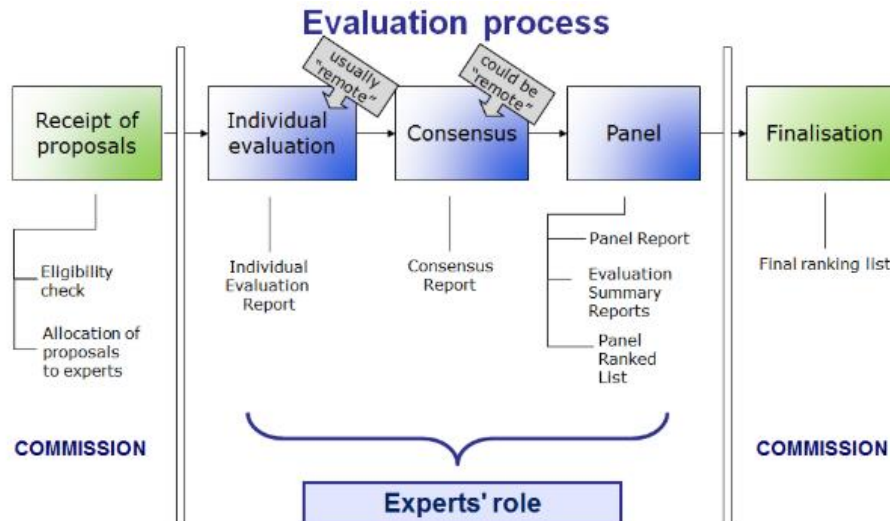 Evaluation process
usually
"remote"
could be
"remote"
Receipt of
proposals
Individual
evaluation
Consensus
Panel
Finalisation
Eligibility
check
Allocation of
proposals
to experts
Individual
Evaluation
Report
Consensus
Report
Panel Report
Evaluation
Summary
Reports
Panel
Ranked
List
Final ranking list
COMMISSION
COMMISSION
Experts' role